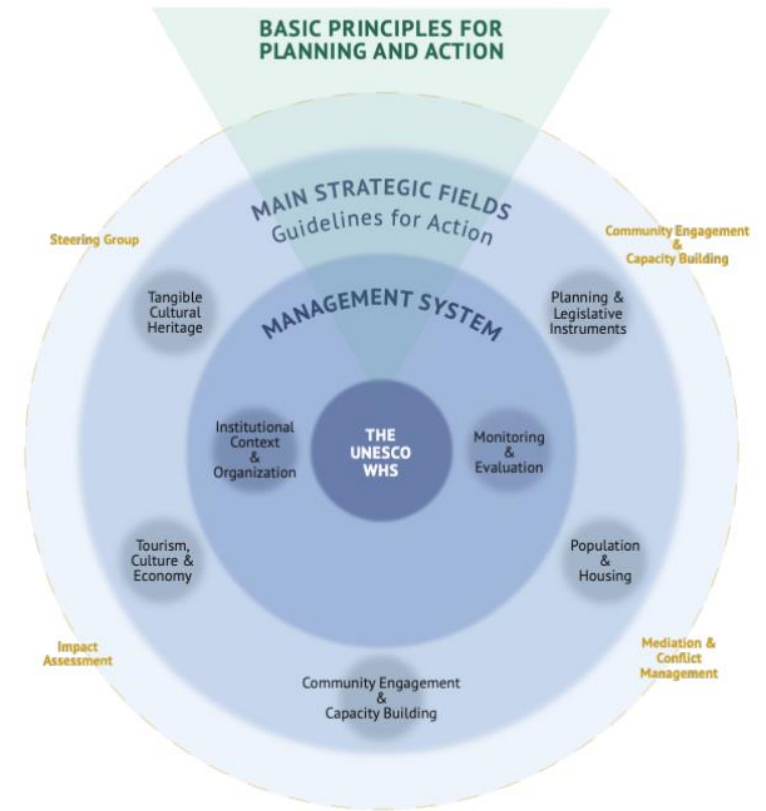 BASIC PRINCIPLES FOR
PLANNING AND ACTION
MAIN STRATEGIC FIELDS
Guidelines for Action
Steering Group
Community Engagement
&
Capacity Building
Tangible
Cultural
Heritage
Planning &
Legislative
Instruments
MANAGEMENT SYSTEM
Institutional
Context
&
Organization
THE
UNESCO
WHS
Monitoring
&
Evaluation
Tourism,
Culture &
Economy
Population
&
Housing
Impact
Assessment
Mediation &
Conflict
Management
Community Engagement
&
Capacity Building